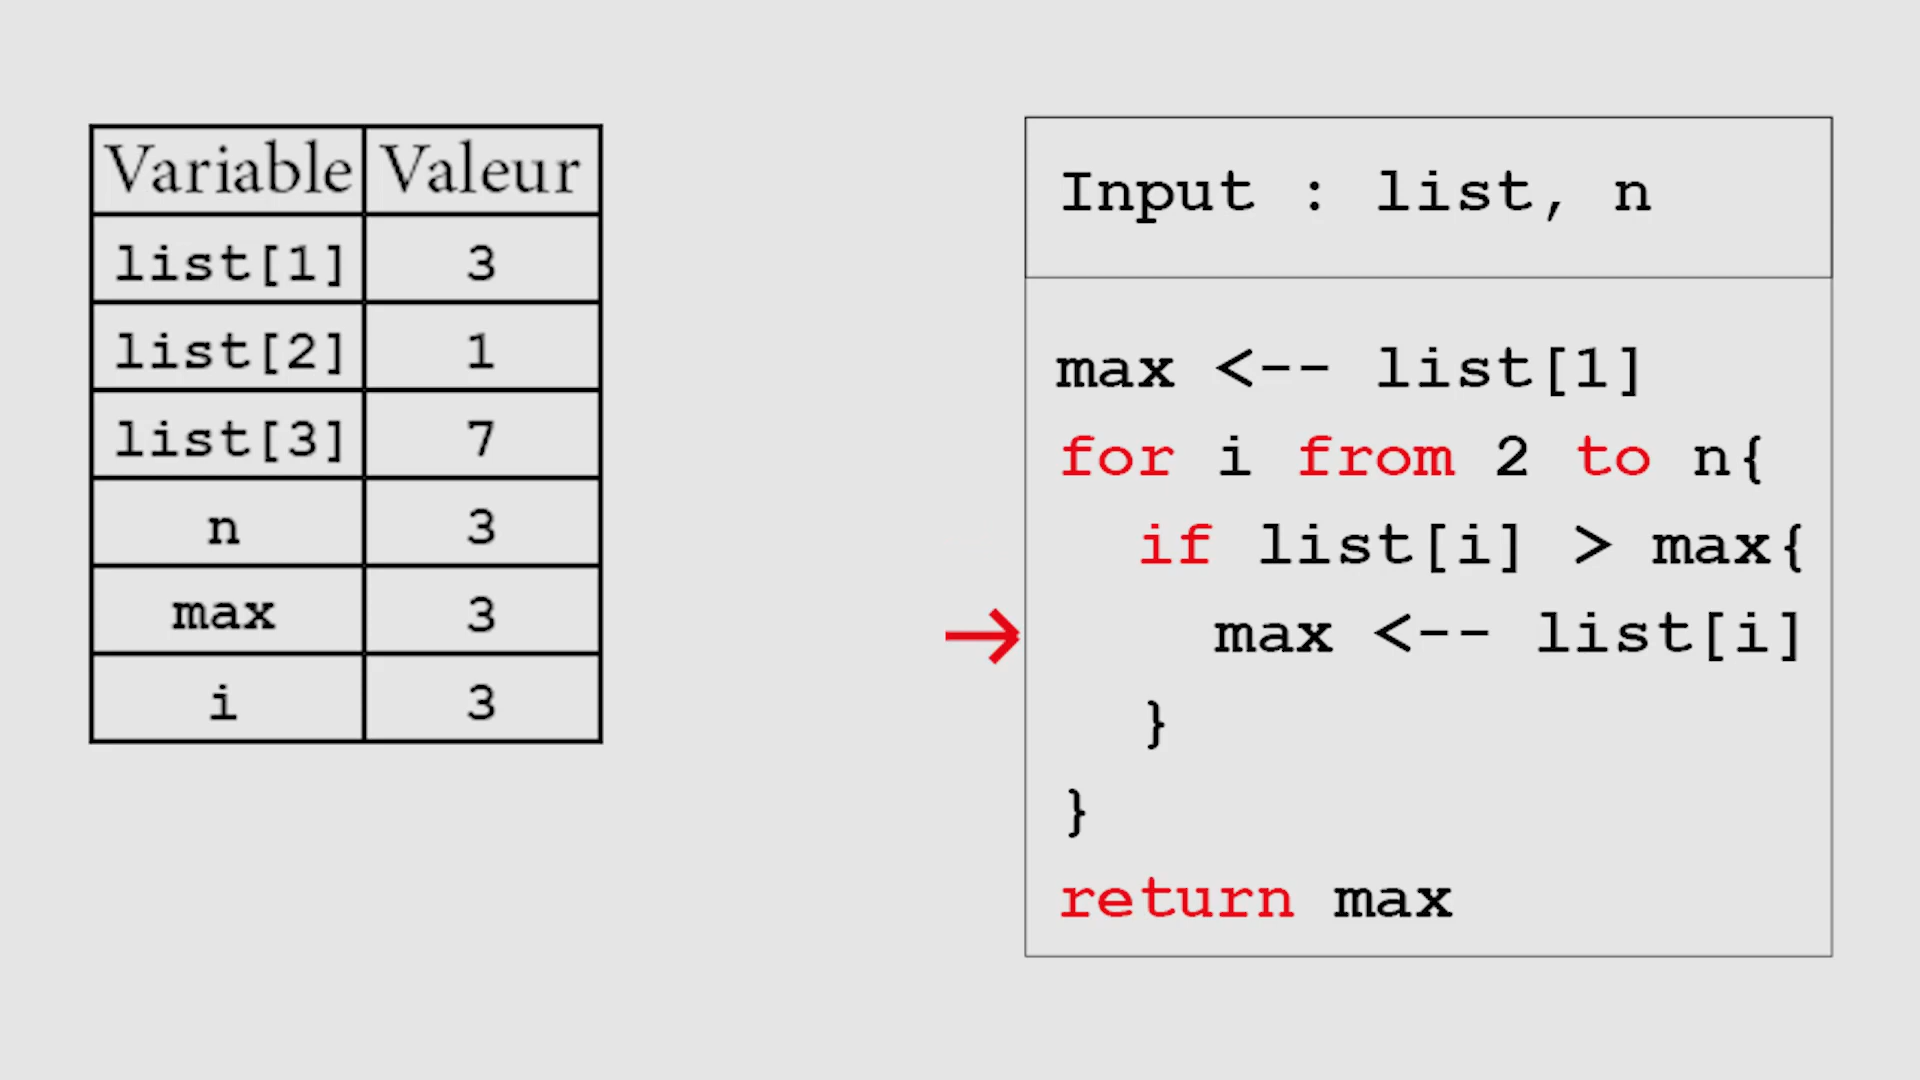 Variable Valeur
list[1] 3
list[2] 1
list[3] 7
n 3
max 3
i 3
Input : list, n
max <-- list[1]
for i from 2 to n{
if list[i] > max{
max <-- list[i]
}
}
return max